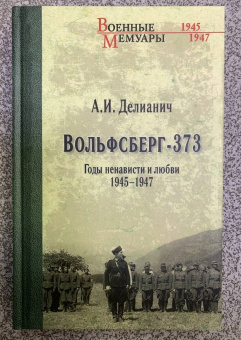 Военные 1945
Мемуары 1947
А.И. Делианич
Вольфсберг-373
Годы ненависти и любви
1945–1947